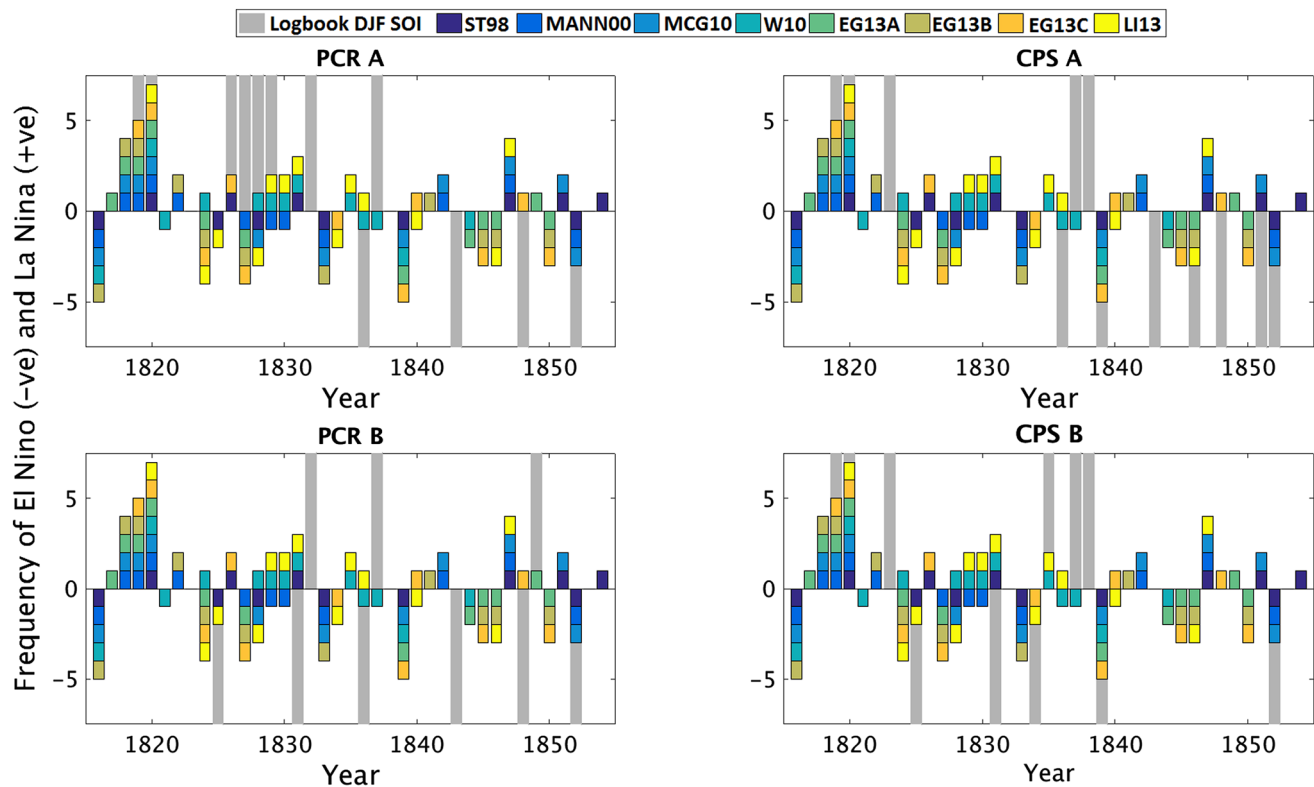 Logbook DJF SOI ST98 MANN00 MCG10 W10 EG13A EG13B EG13C LI13
PCR A
CPS A
5
0
−5
1820 1830 1840 1850
Year
5
0
−5
1820 1830 1840 1850
Year
Frequency of El Nino (−ve) and La Nina (+ve)
PCR B
CPS B
5
0
−5
1820 1830 1840 1850
Year
5
0
−5
1820 1830 1840 1850
Year